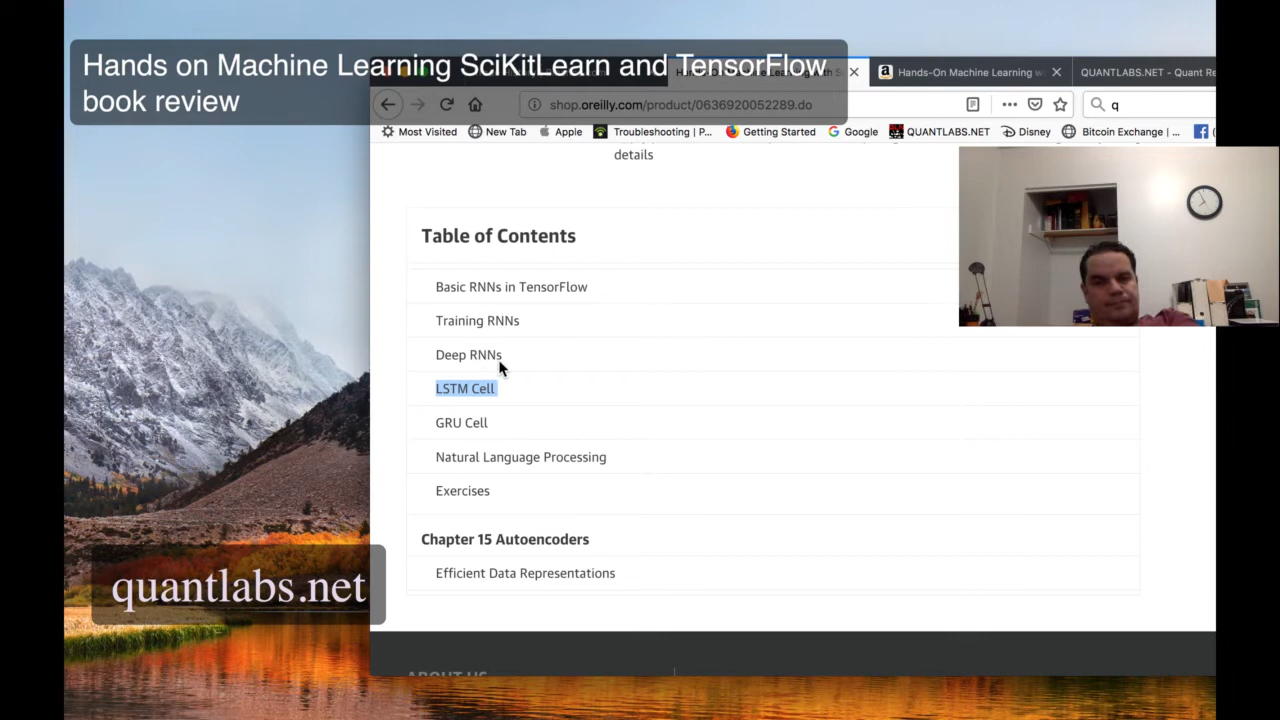 Hands on Machine Learning SciKitLearn and TensorFlow
book review
Hands-On Machine Learning w
QUANTLABS.NET - Quant Re
shop.oreilly.com/product/0636920052289.do
q
Most Visited
New Tab
Apple
Troubleshooting | P...
Getting Started
Google
QUANTLABS.NET
Disney
Bitcoin Exchange | ...
details
Table of Contents
Basic RNNs in TensorFlow
Training RNNs
Deep RNNs
LSTM Cell
GRU Cell
Natural Language Processing
Exercises
Chapter 15 Autoencoders
Efficient Data Representations
quantlabs.net
ABOUT US